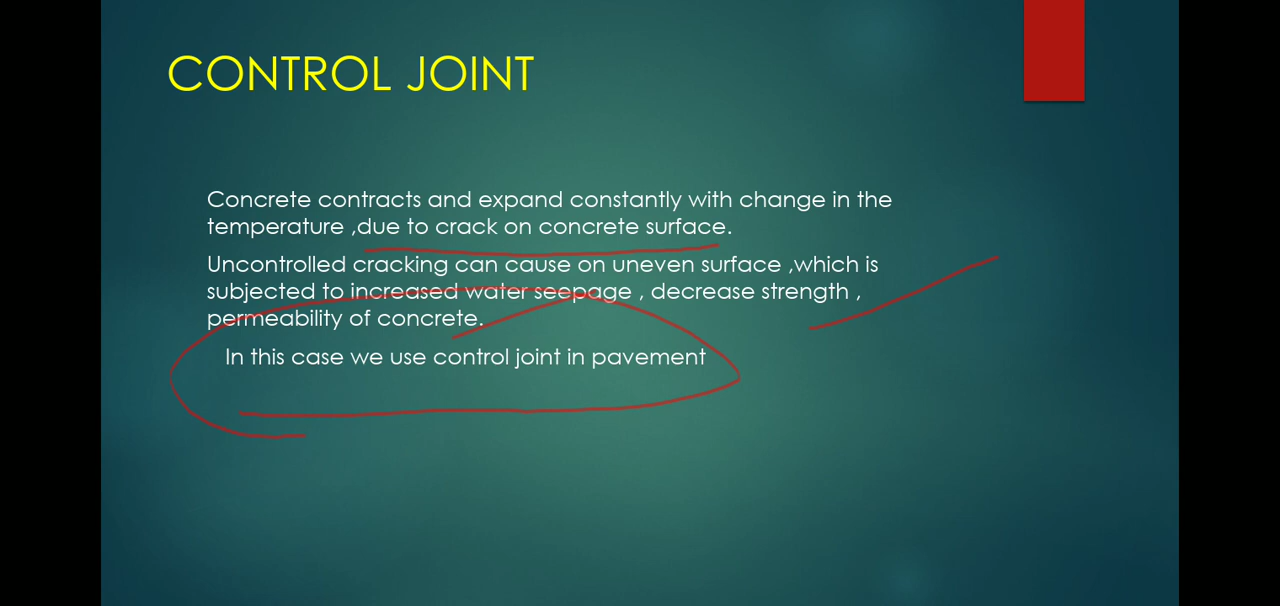 CONTROL JOINT
Concrete contracts and expand constantly with change in the
temperature ,due to crack on concrete surface.
Uncontrolled cracking can cause on uneven surface ,which is
subjected to increased water seepage , decrease strength ,
permeability of concrete.
In this case we use control joint in pavement